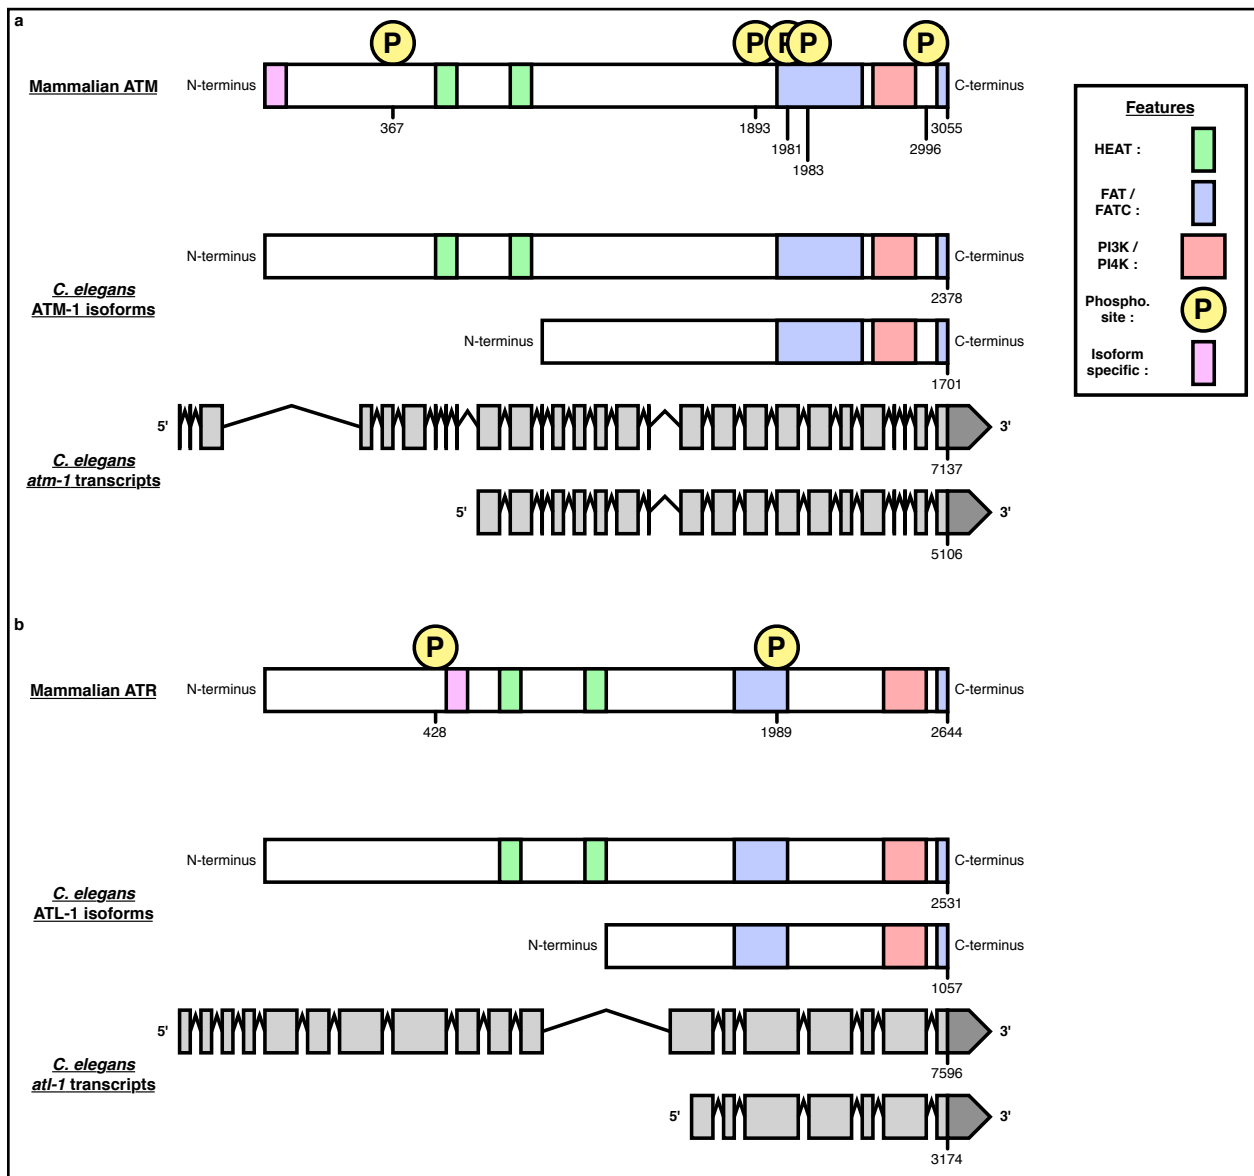 a
P P P P P
Mammalian ATM N-terminus C-terminus
367 1893 3055
1981 2996
1983
Features
HEAT :
FAT /
FATC :
PI3K /
PI4K :
Phospho.
site : P
Isoform
specific :
N-terminus C-terminus
2378
C. elegans
ATM-1 isoforms
N-terminus C-terminus
1701
5' 3'
7137
C. elegans
atm-1 transcripts
5' 3'
5106
b
P P
Mammalian ATR N-terminus C-terminus
428 1989 2644
N-terminus C-terminus
2531
C. elegans
ATL-1 isoforms
N-terminus C-terminus
1057
5' 3'
7596
C. elegans
atl-1 transcripts
5' 3'
3174